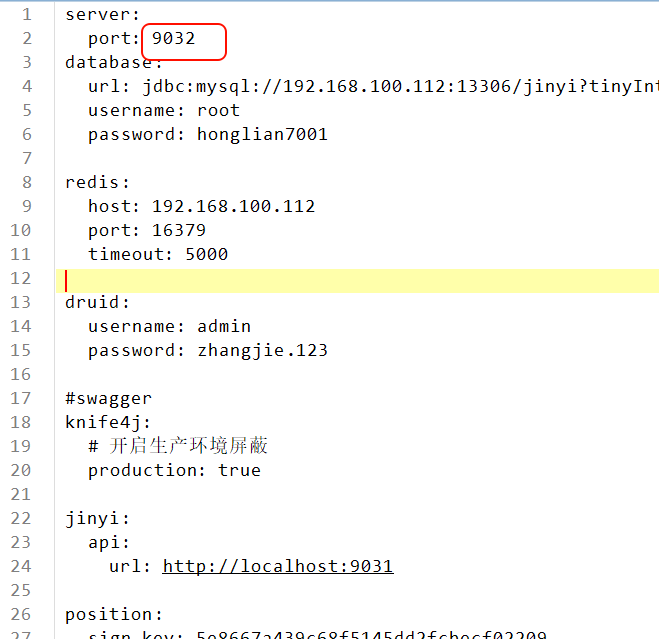 1 server:
2 port: 9032
3 database:
4 url: jdbc:mysql://192.168.100.112:13306/jinyi?tinyInt
5 username: root
6 password: honglian7001
7
8 redis:
9 host: 192.168.100.112
10 port: 16379
11 timeout: 5000
12
13 druid:
14 username: admin
15 password: zhangjie.123
16
17 #swagger
18 knife4j:
19 # 开启生产环境屏蔽
20 production: true
21
22 jinyi:
23 api:
24 url: http://localhost:9031
25
26 position:
27 sign key: 5e8667a439c68f5145dd2fcbecf02209